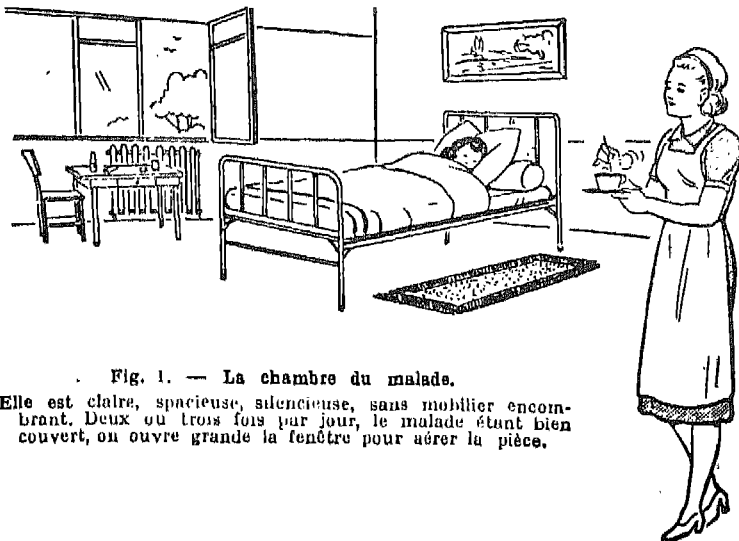 Fig. 1. — La chambre du malade.
Elle est claire, spacieuse, silencieuse, sans mobilier encom-
brant. Deux ou trois fois par jour, le malade étant bien
couvert, on ouvre grande la fenêtre pour aérer la pièce.